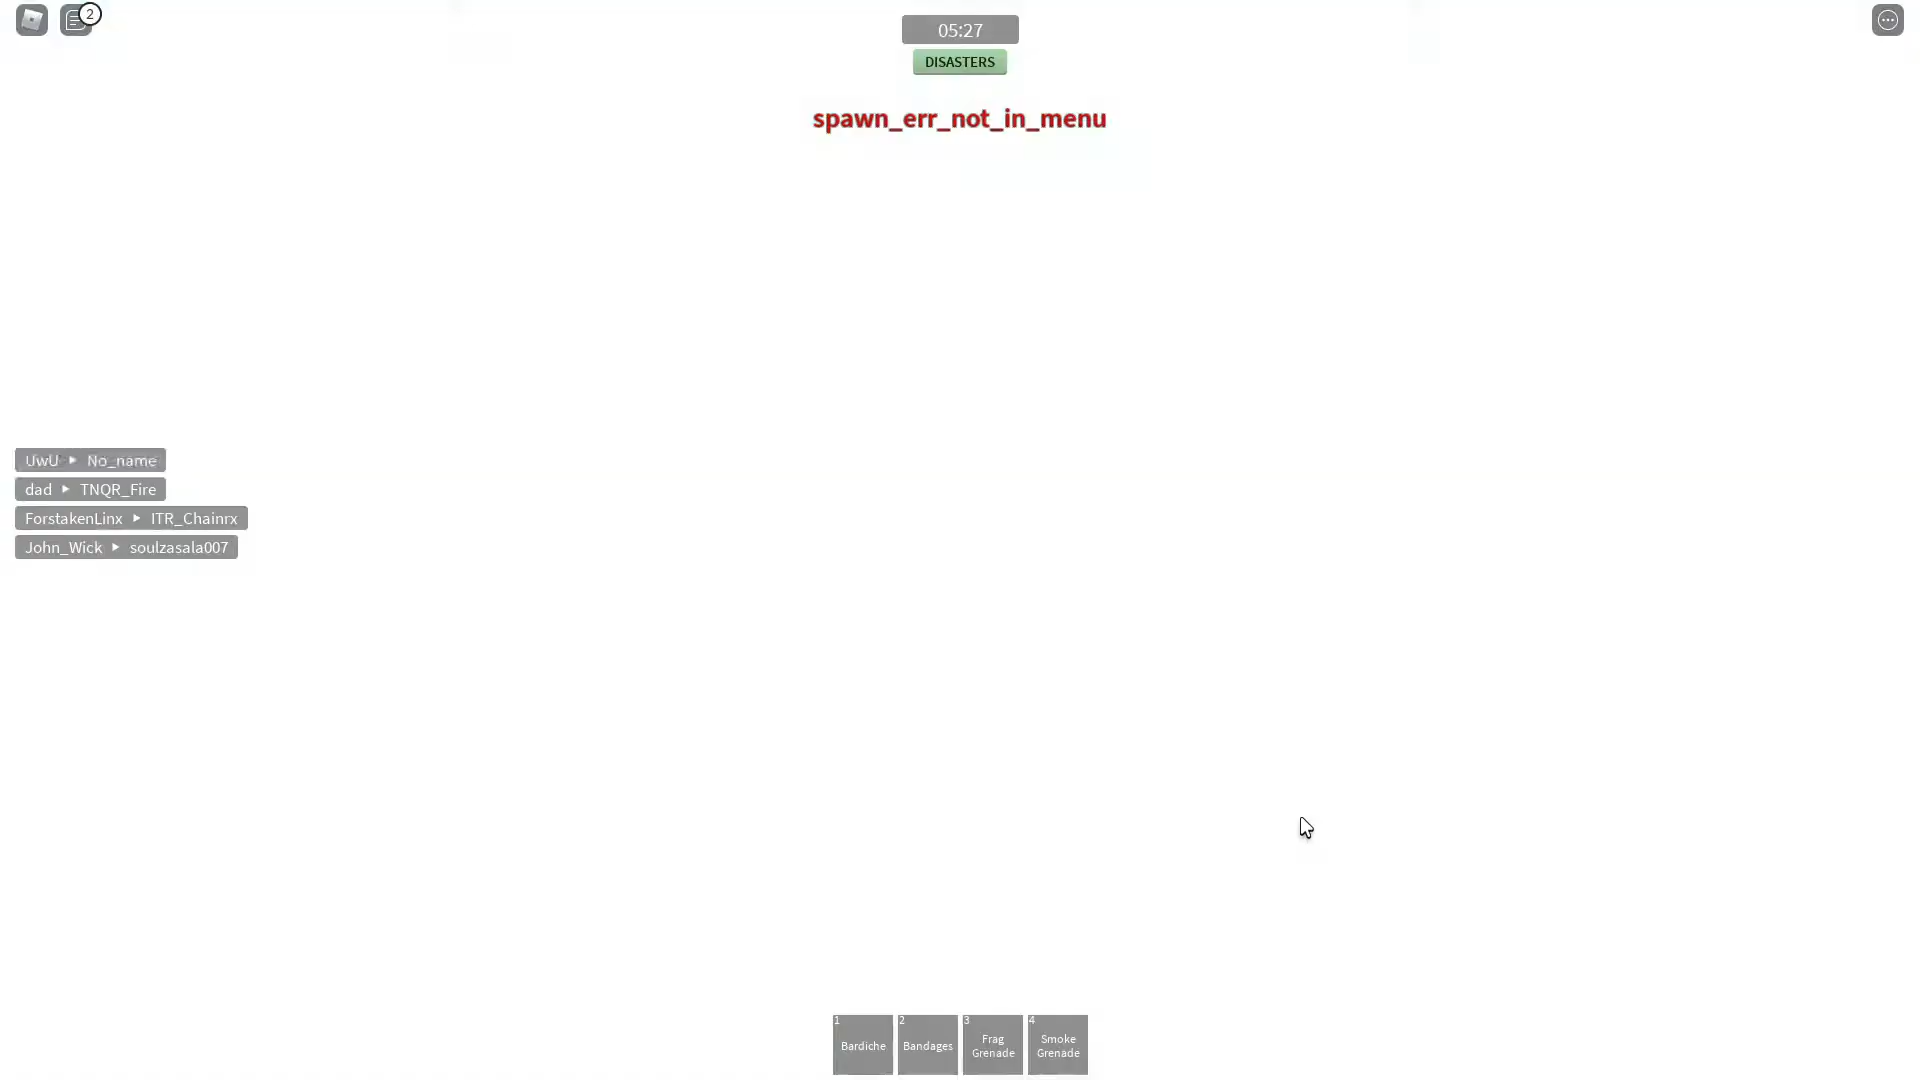 2
05:27
DISASTERS
spawn_err_not_in_menu
UwU ▶ No_name
dad ▶ TNQR_Fire
ForstakenLinx ▶ ITR_Chainrx
John_Wick ▶ soulzasala007
1 2 3 4
Bardiche Bandages Frag Grenade Smoke Grenade